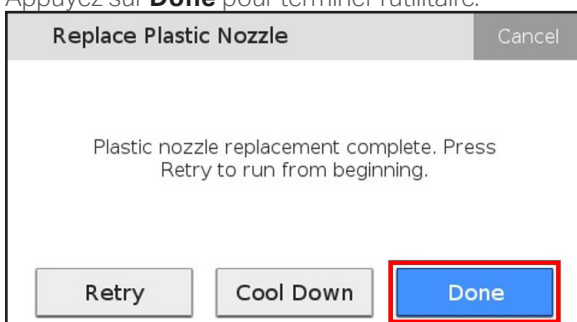 Appuyez sur Done pour terminer l'utilitaire.
Replace Plastic Nozzle
Cancel
Plastic nozzle replacement complete. Press
Retry to run from beginning.
Retry
Cool Down
Done